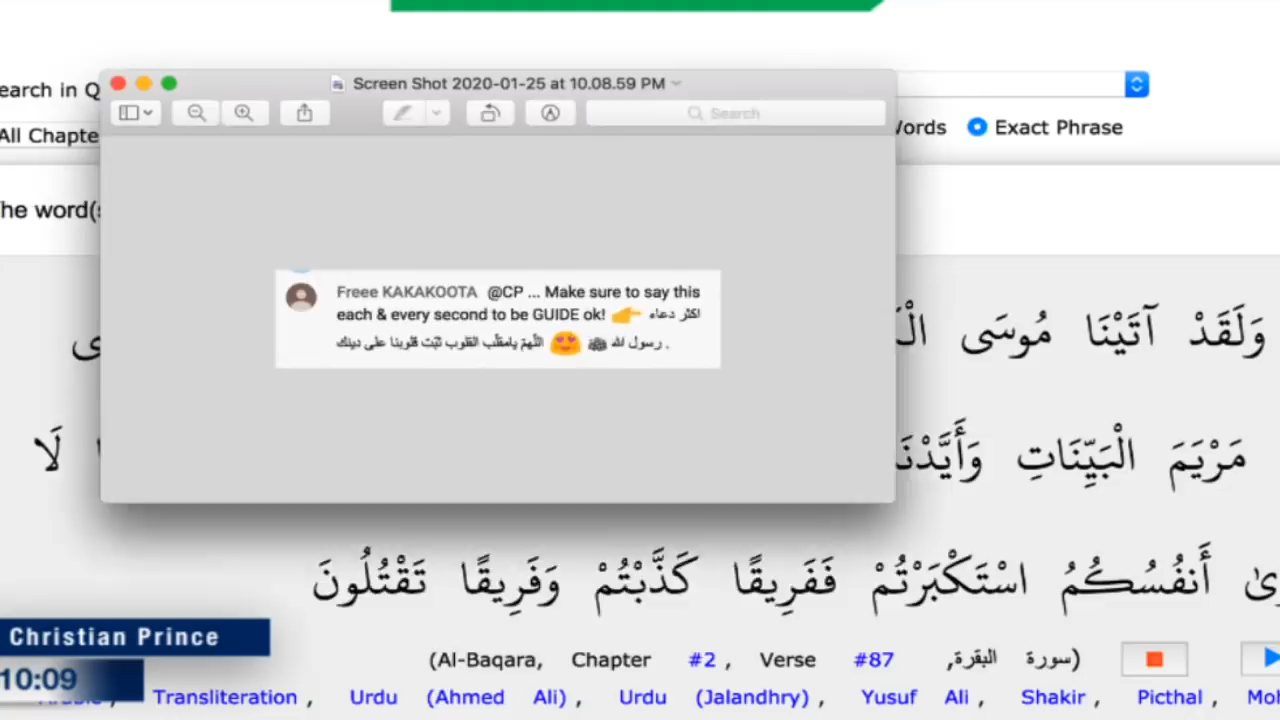 Screen Shot 2020-01-25 at 10.08.59 PM
Search
earch in Q
All Chapte
Words
Exact Phrase
The word(s
Freee KAKAKOOTA @CP ... Make sure to say this
each & every second to be GUIDE ok! 👉 اكثر دعاء
رسول الله ﷺ 😍 اللّهمّ يامقلّب القلوب ثبّت قلوبنا على دينك .
وَلَقَدْ آتَيْنَا مُوسَى
مَرْيَمَ الْبَيِّنَاتِ لَا
أَنفُسُكُمُ اسْتَكْبَرْتُمْ فَفَرِيقًا كَذَّبْتُمْ وَفَرِيقًا تَقْتُلُونَ
(Al-Baqara, Chapter #2 , Verse #87 سورة البقرة,)
Transliteration , Urdu (Ahmed Ali) , Urdu (Jalandhry) , Yusuf Ali , Shakir , Picthal , Moh
Christian Prince
10:09